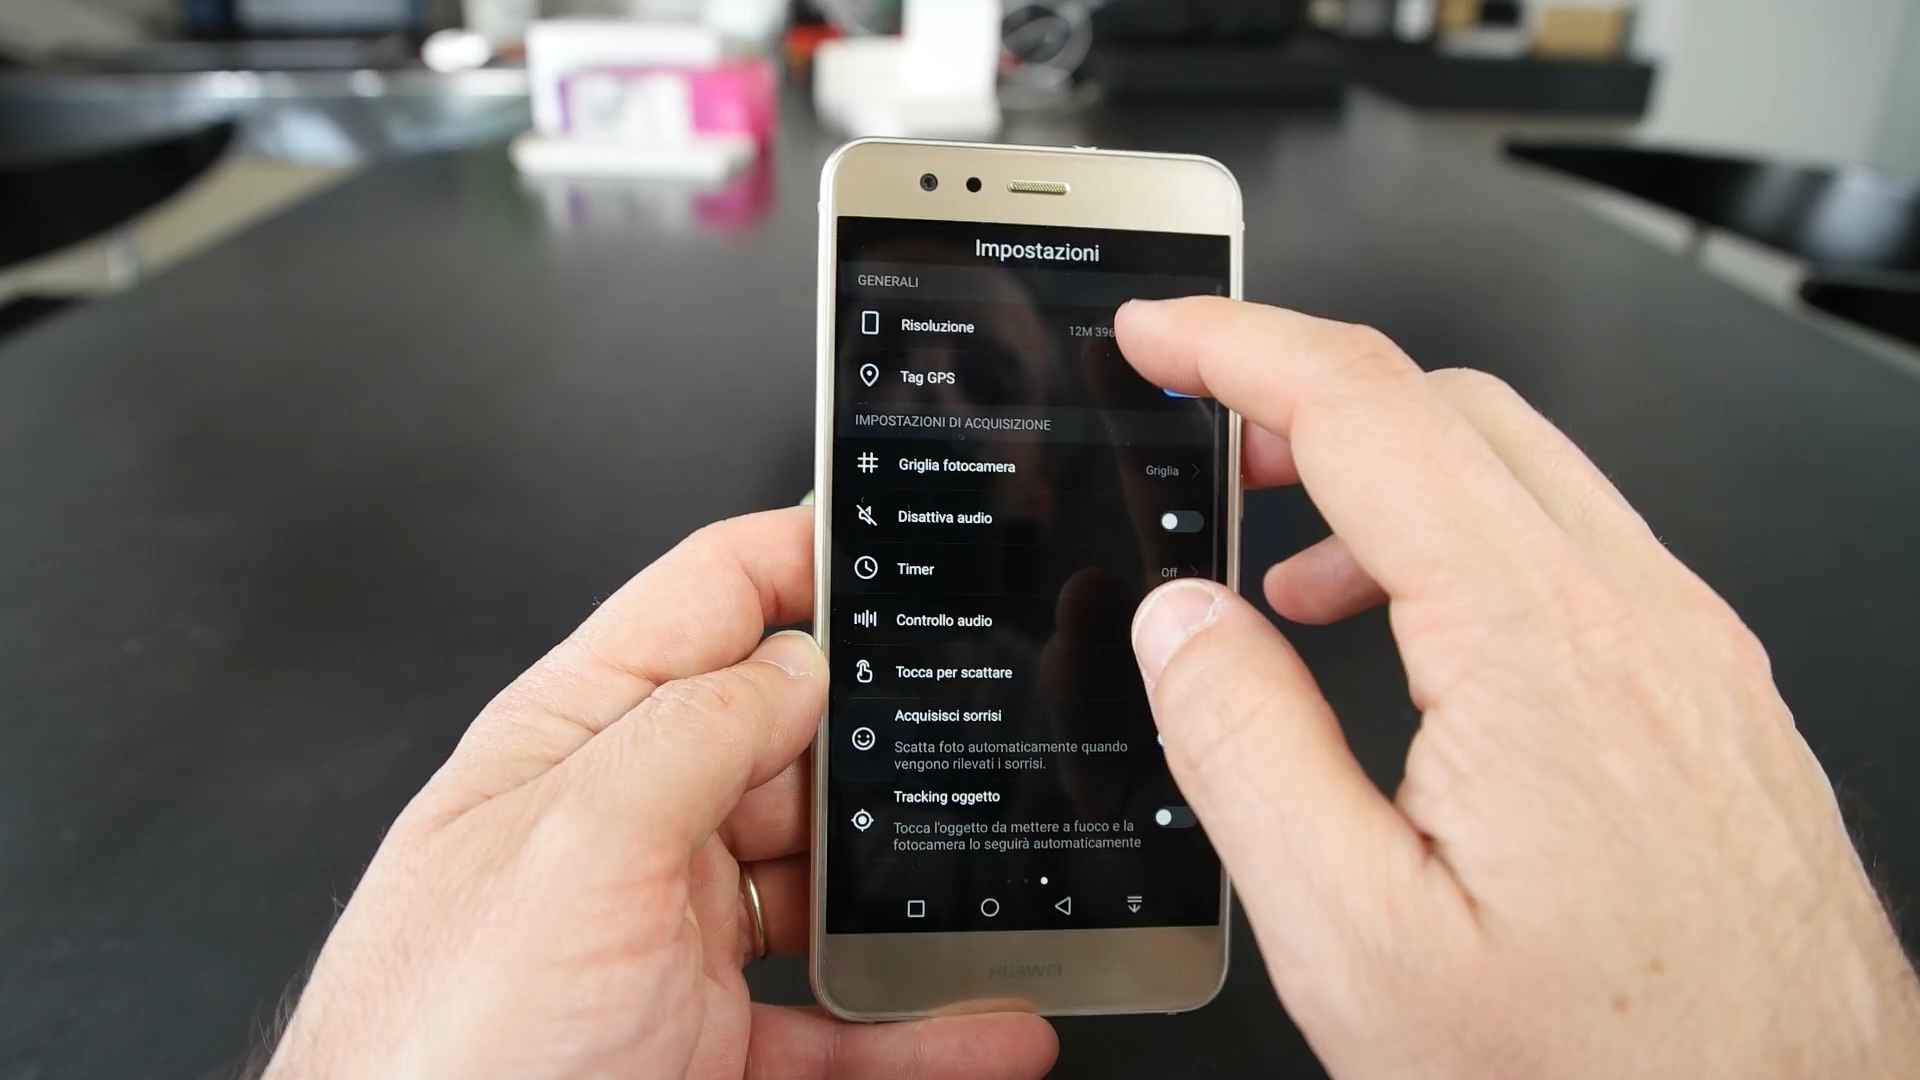 Impostazioni
GENERALI
Risoluzione 12M 396
Tag GPS
IMPOSTAZIONI DI ACQUISIZIONE
Griglia fotocamera Griglia
Disattiva audio
Timer Off
Controllo audio
Tocca per scattare
Acquisisci sorrisi
Scatta foto automaticamente quando
vengono rilevati i sorrisi.
Tracking oggetto
Tocca l'oggetto da mettere a fuoco e la
fotocamera lo seguirà automaticamente
HUAWEI